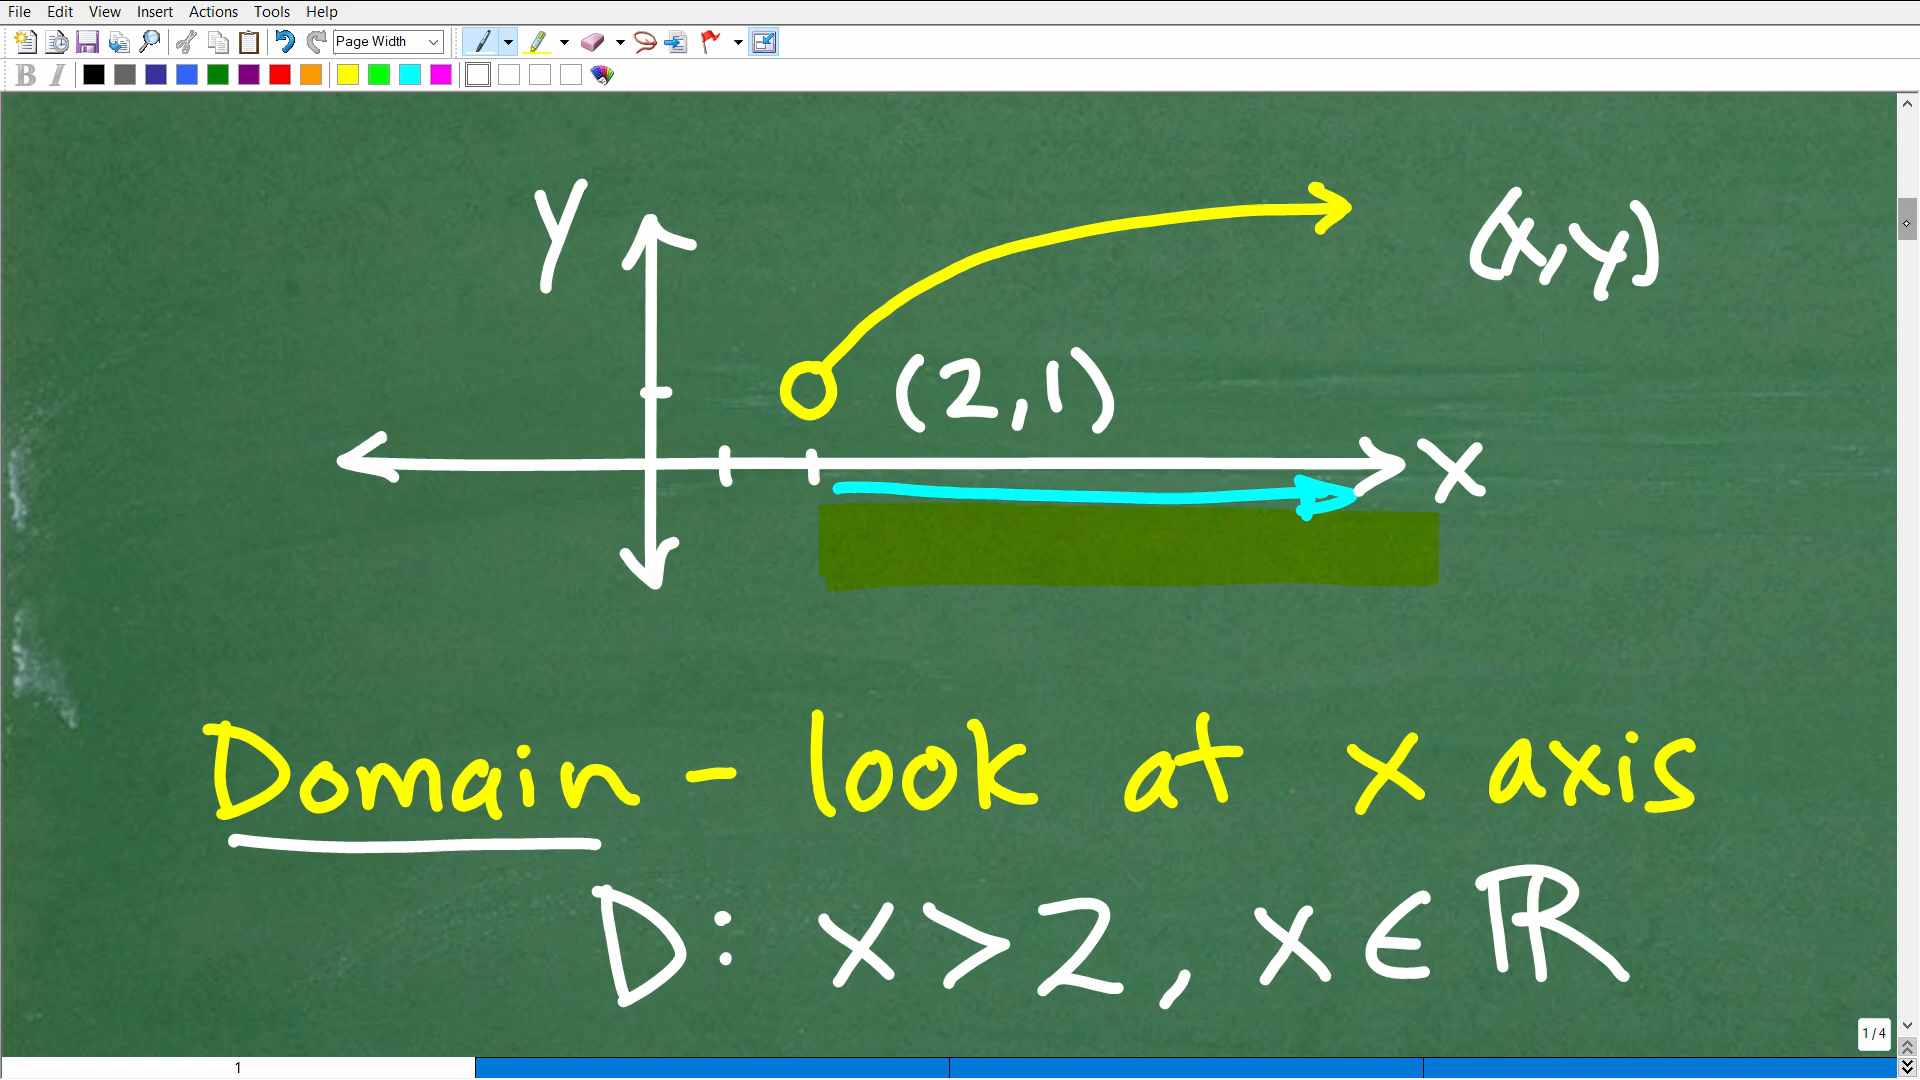 File Edit View Insert Actions Tools Help
Page Width
B I
y
(x,y)
(2,1)
x
Domain - look at x axis
D: x>2, x∈ℝ
1 / 4
1